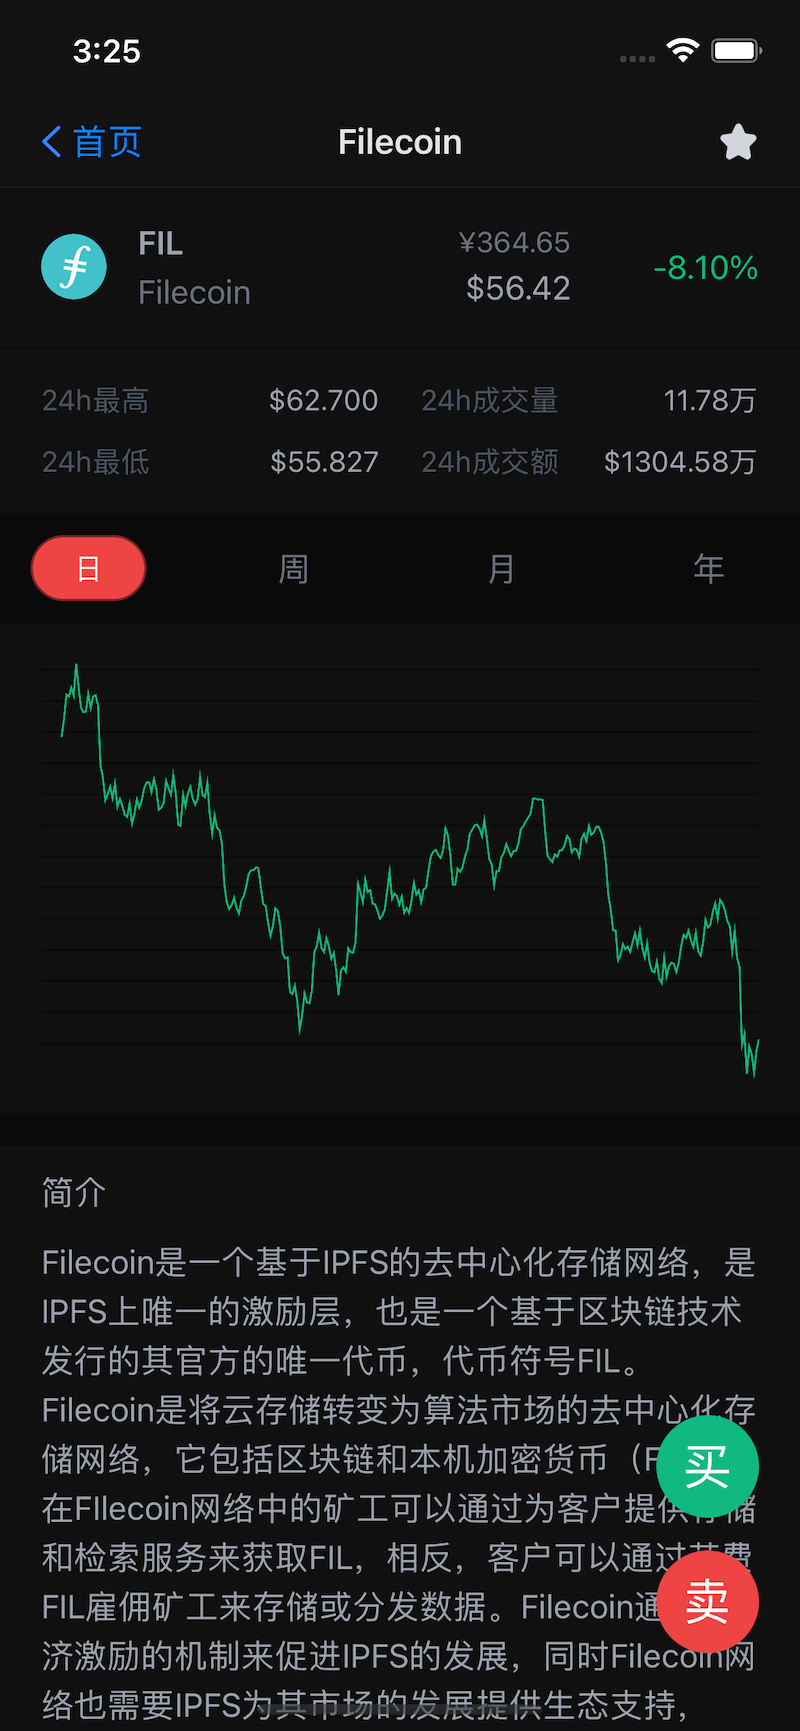 3:25
首页
Filecoin
FIL
¥364.65
Filecoin
$56.42
-8.10%
24h最高 $62.700 24h成交量 11.78万
24h最低 $55.827 24h成交额 $1304.58万
日 周 月 年
简介
Filecoin是一个基于IPFS的去中心化存储网络，是
IPFS上唯一的激励层，也是一个基于区块链技术
发行的其官方的唯一代币，代币符号FIL。
Filecoin是将云存储转变为算法市场的去中心化存
储网络，它包括区块链和本机加密货币（F
买
在FIlecoin网络中的矿工可以通过为客户提供存储
和检索服务来获取FIL，相反，客户可以通过花费
FIL雇佣矿工来存储或分发数据。Filecoin通
卖
济激励的机制来促进IPFS的发展，同时Filecoin网
络也需要IPFS为其市场的发展提供生态支持，